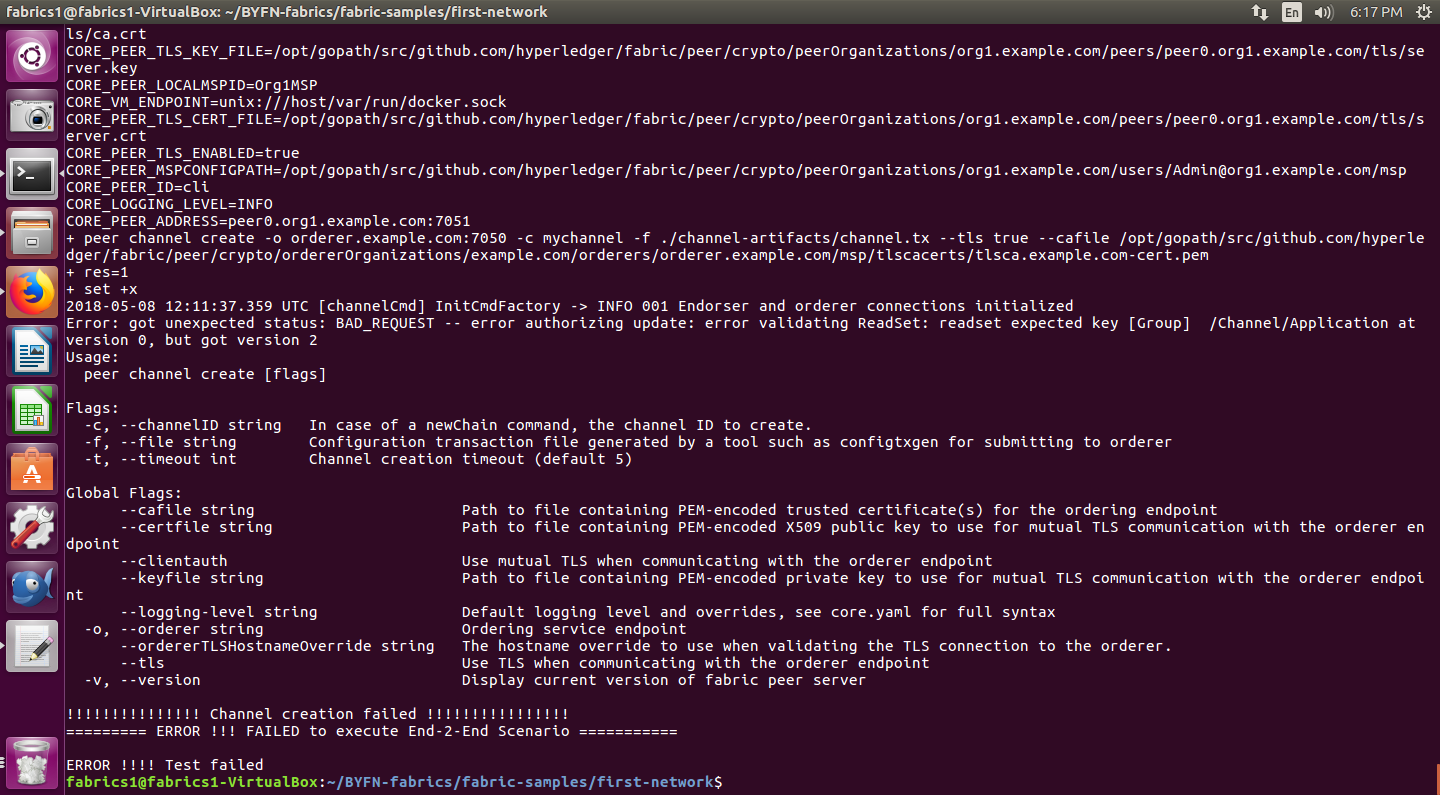 fabrics1@fabrics1-VirtualBox: ~/BYFN-fabrics/fabric-samples/first-network
En
6:17 PM
ls/ca.crt
CORE_PEER_TLS_KEY_FILE=/opt/gopath/src/github.com/hyperledger/fabric/peer/crypto/peerOrganizations/org1.example.com/peers/peer0.org1.example.com/tls/se
rver.key
CORE_PEER_LOCALMSPID=Org1MSP
CORE_VM_ENDPOINT=unix:///host/var/run/docker.sock
CORE_PEER_TLS_CERT_FILE=/opt/gopath/src/github.com/hyperledger/fabric/peer/crypto/peerOrganizations/org1.example.com/peers/peer0.org1.example.com/tls/s
erver.crt
CORE_PEER_TLS_ENABLED=true
CORE_PEER_MSPCONFIGPATH=/opt/gopath/src/github.com/hyperledger/fabric/peer/crypto/peerOrganizations/org1.example.com/users/Admin@org1.example.com/msp
CORE_PEER_ID=cli
CORE_LOGGING_LEVEL=INFO
CORE_PEER_ADDRESS=peer0.org1.example.com:7051
+ peer channel create -o orderer.example.com:7050 -c mychannel -f ./channel-artifacts/channel.tx --tls true --cafile /opt/gopath/src/github.com/hyperle
dger/fabric/peer/crypto/ordererOrganizations/example.com/orderers/orderer.example.com/msp/tlscacerts/tlsca.example.com-cert.pem
+ res=1
+ set +x
2018-05-08 12:11:37.359 UTC [channelCmd] InitCmdFactory -> INFO 001 Endorser and orderer connections initialized
Error: got unexpected status: BAD_REQUEST -- error authorizing update: error validating ReadSet: readset expected key [Group]  /Channel/Application at
version 0, but got version 2
Usage:
  peer channel create [flags]
Flags:
  -c, --channelID string   In case of a newChain command, the channel ID to create.
  -f, --file string        Configuration transaction file generated by a tool such as configtxgen for submitting to orderer
  -t, --timeout int        Channel creation timeout (default 5)
Global Flags:
      --cafile string                       Path to file containing PEM-encoded trusted certificate(s) for the ordering endpoint
      --certfile string                     Path to file containing PEM-encoded X509 public key to use for mutual TLS communication with the orderer en
dpoint
      --clientauth                          Use mutual TLS when communicating with the orderer endpoint
      --keyfile string                      Path to file containing PEM-encoded private key to use for mutual TLS communication with the orderer endpoi
nt
      --logging-level string                Default logging level and overrides, see core.yaml for full syntax
  -o, --orderer string                      Ordering service endpoint
      --ordererTLSHostnameOverride string   The hostname override to use when validating the TLS connection to the orderer.
      --tls                                 Use TLS when communicating with the orderer endpoint
  -v, --version                             Display current version of fabric peer server
!!!!!!!!!!!!!!! Channel creation failed !!!!!!!!!!!!!!!!
========= ERROR !!! FAILED to execute End-2-End Scenario ===========
ERROR !!!! Test failed
fabrics1@fabrics1-VirtualBox:~/BYFN-fabrics/fabric-samples/first-network$